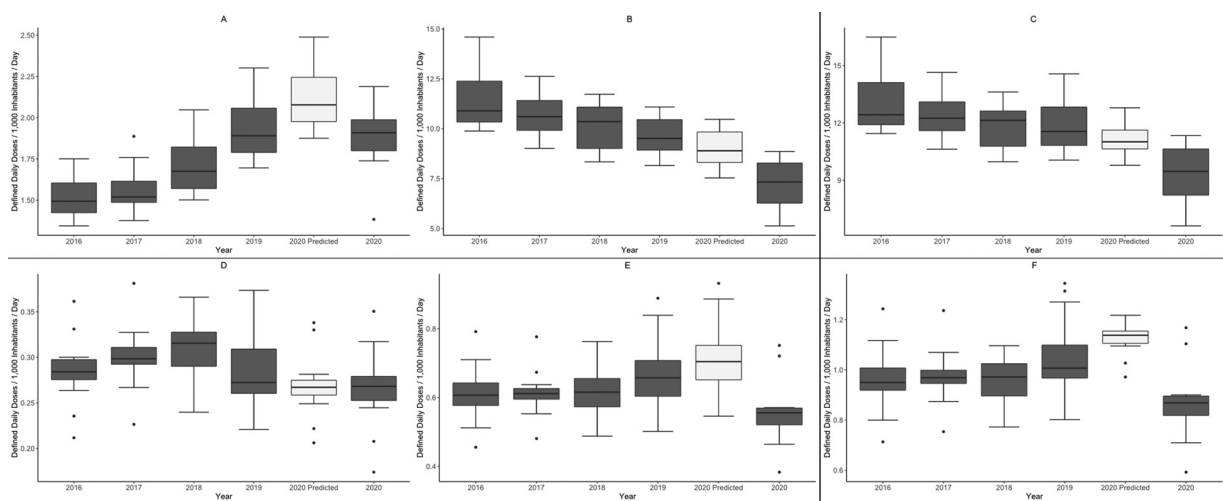 A
Defined Daily Doses / 1,000 Inhabitants / Day
2.50
2.25
2.00
1.75
1.50
2016 2017 2018 2019 2020 Predicted 2020
Year
B
Defined Daily Doses / 1,000 Inhabitants / Day
15.0
12.5
10.0
7.5
5.0
2016 2017 2018 2019 2020 Predicted 2020
Year
C
Defined Daily Doses / 1,000 Inhabitants / Day
15
12
9
2016 2017 2018 2019 2020 Predicted 2020
Year
D
Defined Daily Doses / 1,000 Inhabitants / Day
0.35
0.30
0.25
0.20
2016 2017 2018 2019 2020 Predicted 2020
Year
E
Defined Daily Doses / 1,000 Inhabitants / Day
0.8
0.6
0.4
2016 2017 2018 2019 2020 Predicted 2020
Year
F
Defined Daily Doses / 1,000 Inhabitants / Day
1.2
1.0
0.8
0.6
2016 2017 2018 2019 2020 Predicted 2020
Year